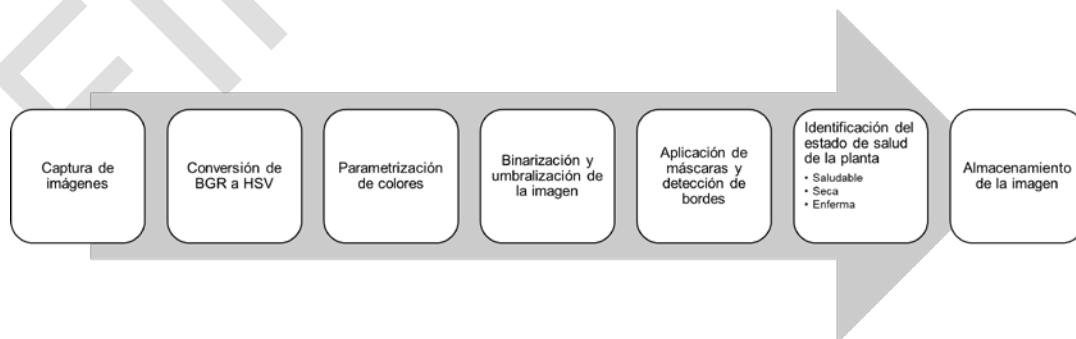 Captura de
imágenes
Conversión de
BGR a HSV
Parametrización
de colores
Binarización y
umbralización de
la imagen
Aplicación de
máscaras y
detección de
bordes
Identificación del
estado de salud
de la planta
• Saludable
• Seca
• Enferma
Almacenamiento
de la imagen